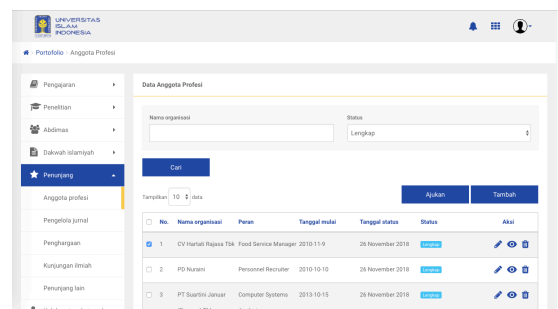 UNIVERSITAS
ISLAM
INDONESIA
Portofolio Anggota Profesi
Pengajaran
Penelitian
Abdimas
Dakwah islamiyah
Penunjang
Anggota profesi
Pengelola jurnal
Penghargaan
Kunjungan ilmiah
Penunjang lain
Data Anggota Profesi
Nama organisasi Status
Lengkap
Cari
Tampilkan 10 data
Ajukan Tambah
No. Nama organisasi Peran Tanggal mulai Tanggal status Status Aksi
1 CV Hartati Rajasa Tbk Food Service Manager 2010-11-9 26 November 2018 Lengkap
2 PD Nuraini Personnel Recruiter 2010-10-10 26 November 2018 Lengkap
3 PT Suartini Januar Computer Systems 2013-10-15 26 November 2018 Lengkap